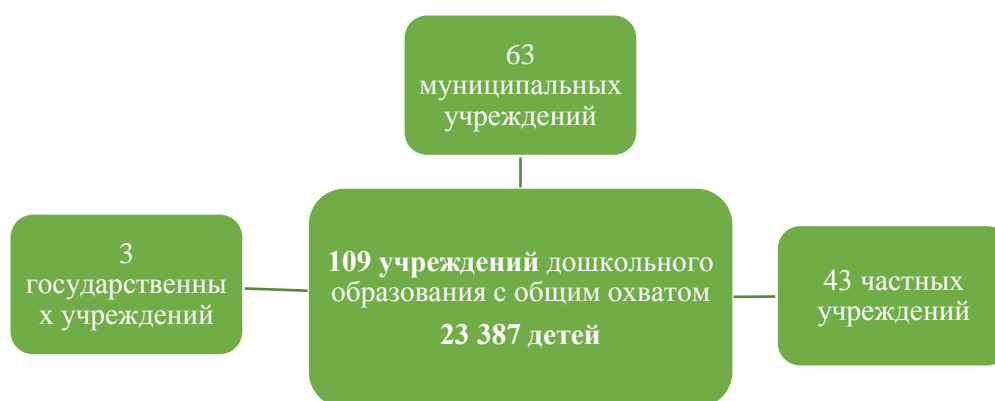 63
муниципальных
учреждений
3
государственны
х учреждений
109 учреждений дошкольного
образования с общим охватом
23 387 детей
43 частных
учреждений